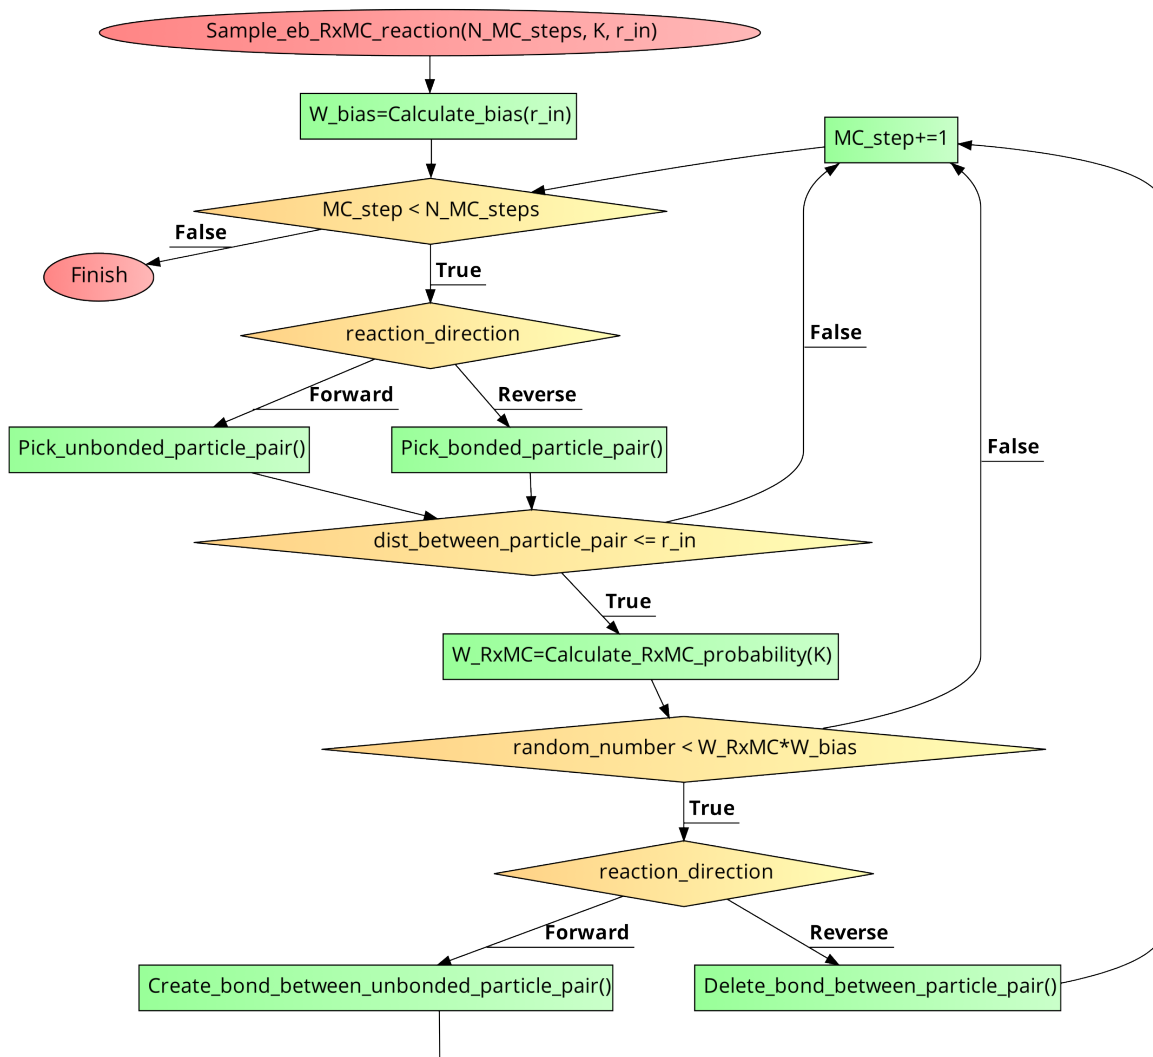 Sample_eb_RxMC_reaction(N_MC_steps, K, r_in)
W_bias=Calculate_bias(r_in)
MC_step+=1
MC_step < N_MC_steps
False
Finish
True
reaction_direction
False
Forward
Reverse
Pick_unbonded_particle_pair()
Pick_bonded_particle_pair()
False
dist_between_particle_pair <= r_in
True
W_RxMC=Calculate_RxMC_probability(K)
random_number < W_RxMC*W_bias
True
reaction_direction
Forward
Reverse
Create_bond_between_unbonded_particle_pair()
Delete_bond_between_particle_pair()